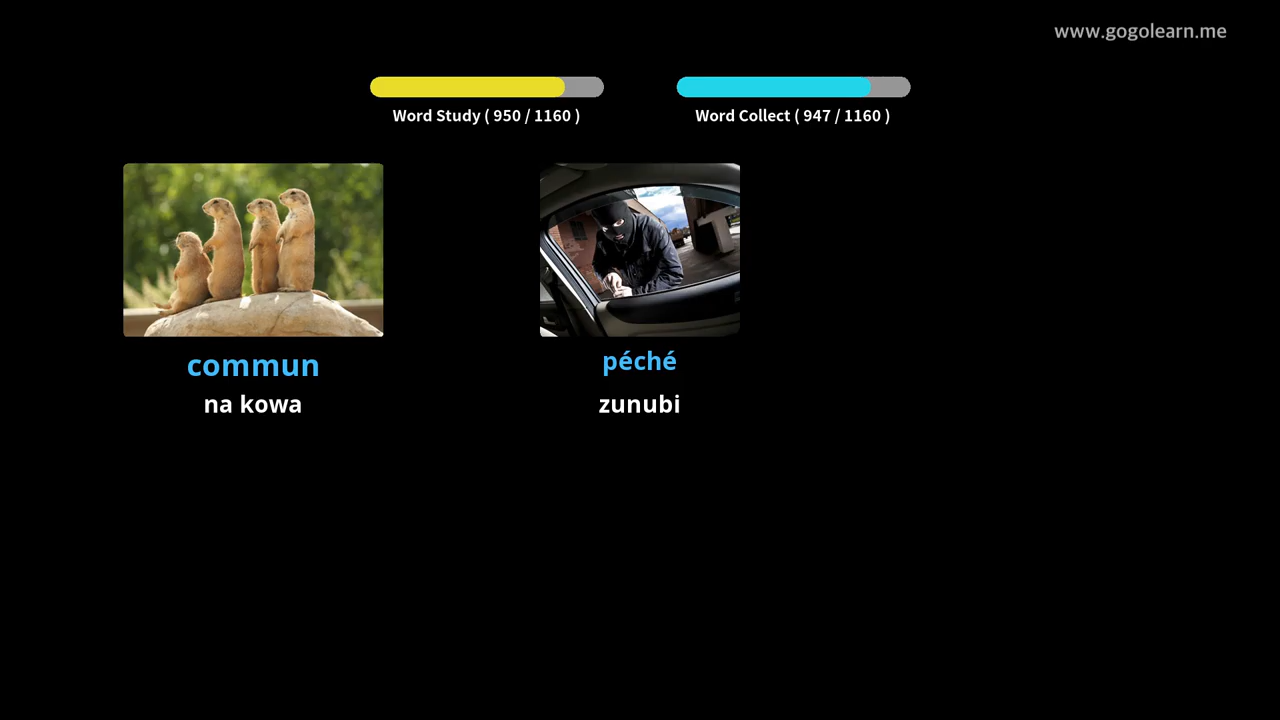 www.gogolearn.me
Word Study ( 950 / 1160 )
Word Collect ( 947 / 1160 )
commun
na kowa
péché
zunubi